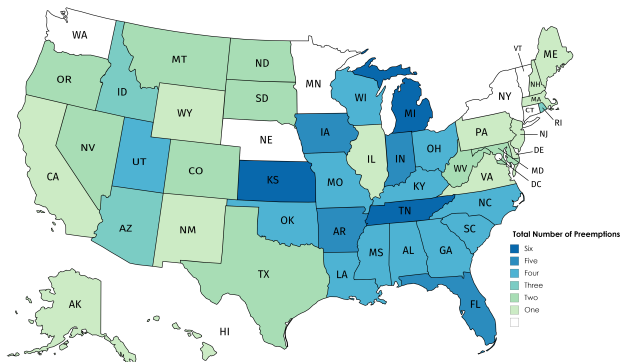 WA
OR
CA
NV
ID
MT
WY
UT
AZ
CO
NM
ND
SD
NE
KS
OK
TX
MN
IA
MO
AR
LA
WI
IL
MI
IN
OH
KY
TN
MS
AL
GA
FL
SC
NC
VA
WV
PA
NY
VT
NH
ME
MA
CT
RI
NJ
DE
MD
DC
AK
HI
Total Number of Preemptions
Six
Five
Four
Three
Two
One